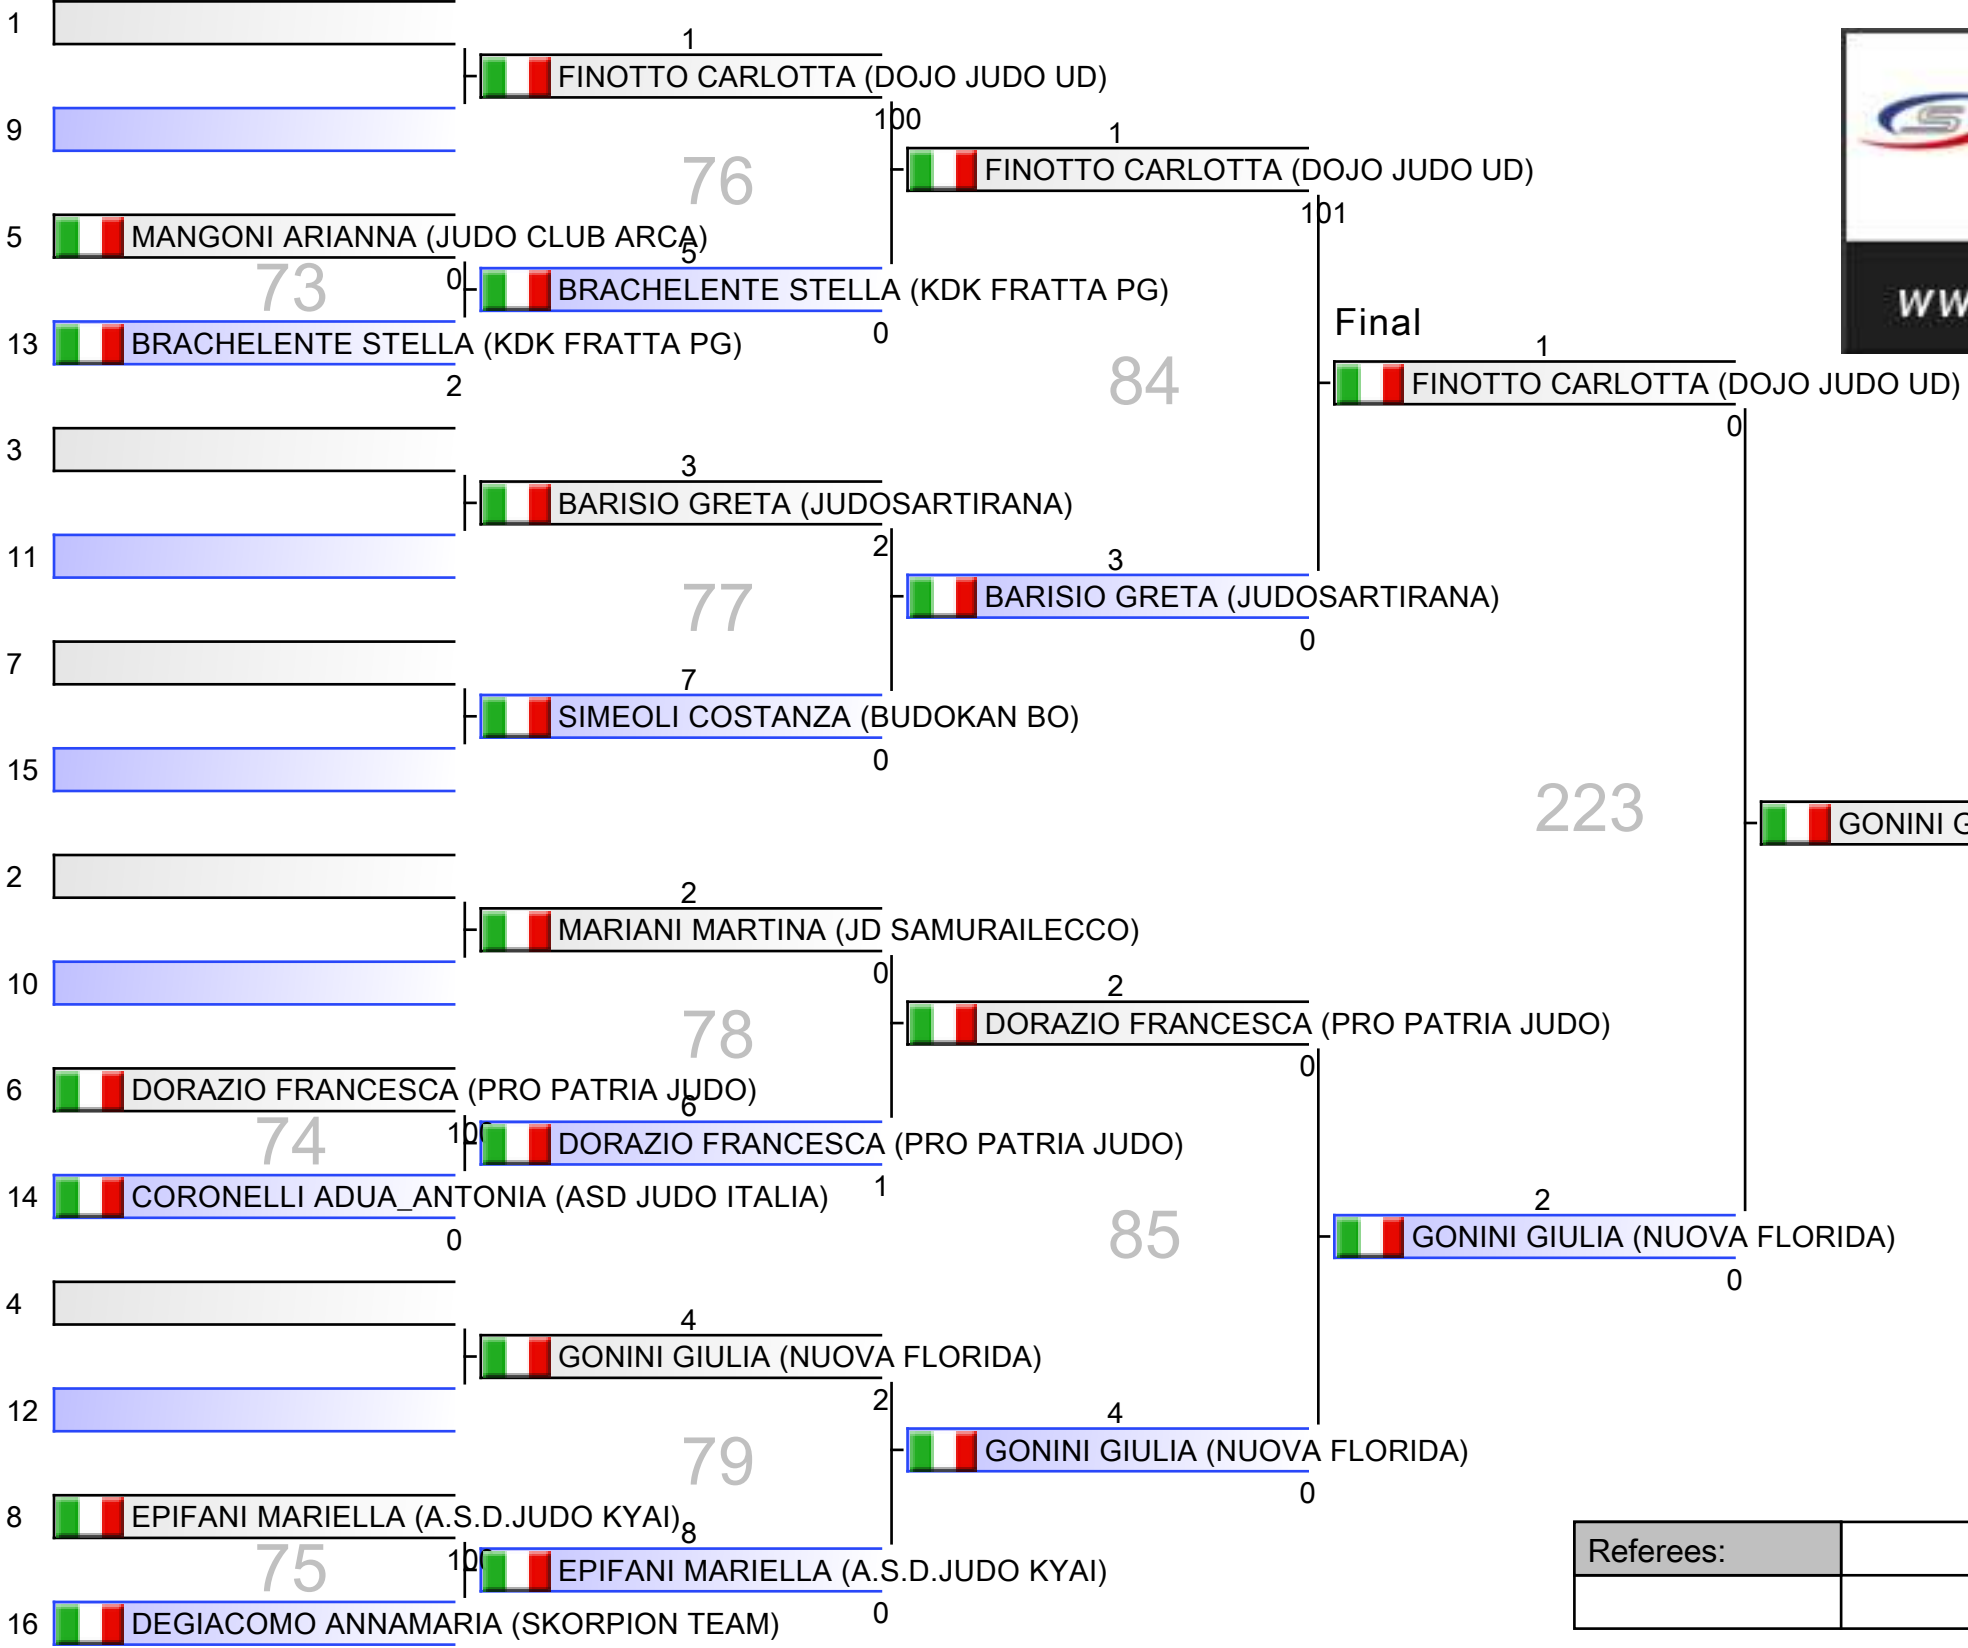 1
1
FINOTTO CARLOTTA (DOJO JUDO UD)
100
9
1
76
FINOTTO CARLOTTA (DOJO JUDO UD)
101
5 MANGONI ARIANNA (JUDO CLUB ARCA)
5
73
0
BRACHELENTE STELLA (KDK FRATTA PG)
0
13 BRACHELENTE STELLA (KDK FRATTA PG)
2
84
Final
1
FINOTTO CARLOTTA (DOJO JUDO UD)
0
3
3
BARISIO GRETA (JUDOSARTIRANA)
2
11
3
77
BARISIO GRETA (JUDOSARTIRANA)
0
7
7
SIMEOLI COSTANZA (BUDOKAN BO)
0
15
223
GONINI G
2
2
MARIANI MARTINA (JD SAMURAILECCO)
0
10
2
78
DORAZIO FRANCESCA (PRO PATRIA JUDO)
0
6 DORAZIO FRANCESCA (PRO PATRIA JUDO)
6
74
100
DORAZIO FRANCESCA (PRO PATRIA JUDO)
1
14 CORONELLI ADUA_ANTONIA (ASD JUDO ITALIA)
0
85
2
GONINI GIULIA (NUOVA FLORIDA)
0
4
4
GONINI GIULIA (NUOVA FLORIDA)
2
12
4
79
GONINI GIULIA (NUOVA FLORIDA)
0
8 EPIFANI MARIELLA (A.S.D.JUDO KYAI)
8
75
100
EPIFANI MARIELLA (A.S.D.JUDO KYAI)
0
16 DEGIACOMO ANNAMARIA (SKORPION TEAM)
Referees: